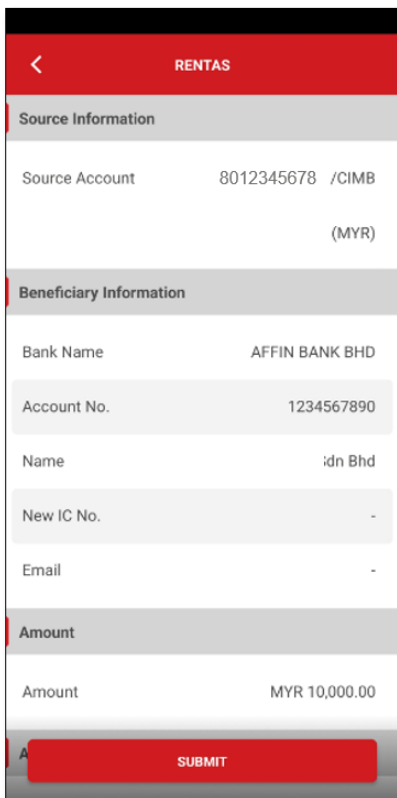 RENTAS
Source Information
Source Account 8012345678 /CIMB
(MYR)
Beneficiary Information
Bank Name AFFIN BANK BHD
Account No. 1234567890
Name dn Bhd
New IC No. -
Email -
Amount
Amount MYR 10,000.00
A
SUBMIT